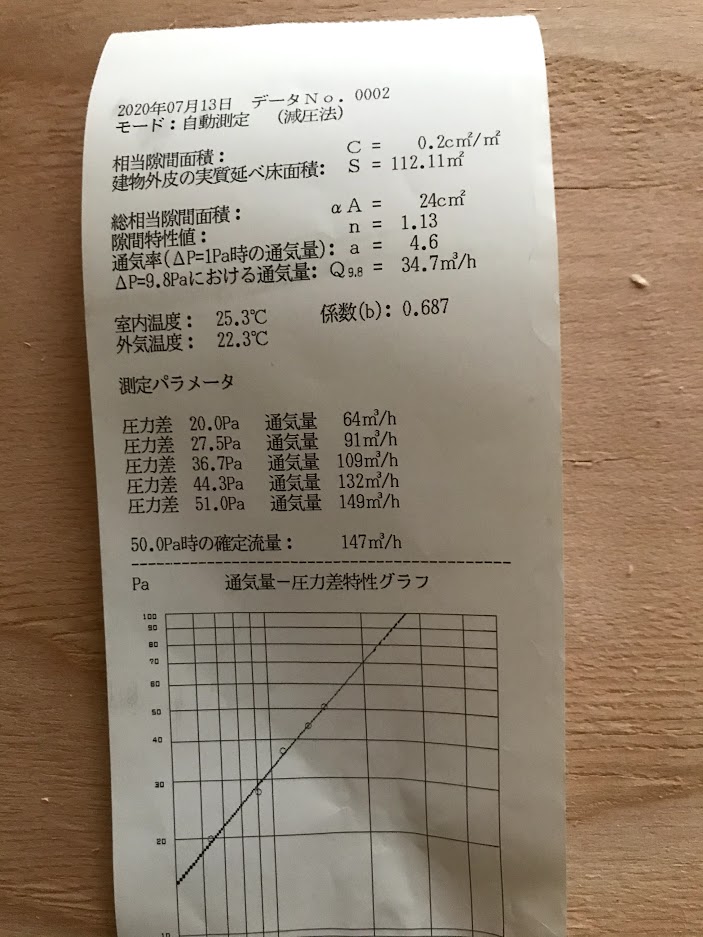 2020年07月13日 データNo. 0002
モード：自動測定 （減圧法）
相当隙間面積： C = 0.2c㎡/㎡
建物外皮の実質延べ床面積： S = 112.11㎡
総相当隙間面積： αA = 24c㎡
隙間特性値： n = 1.13
通気率(ΔP=1Pa時の通気量)： a = 4.6
ΔP=9.8Paにおける通気量： Q9.8 = 34.7㎥/h
室内温度： 25.3℃ 係数(b)： 0.687
外気温度： 22.3℃
測定パラメータ
圧力差 20.0Pa 通気量 64㎥/h
圧力差 27.5Pa 通気量 91㎥/h
圧力差 36.7Pa 通気量 109㎥/h
圧力差 44.3Pa 通気量 132㎥/h
圧力差 51.0Pa 通気量 149㎥/h
50.0Pa時の確定流量： 147㎥/h
Pa 通気量－圧力差特性グラフ
100
90
80
70
60
50
40
30
20
10